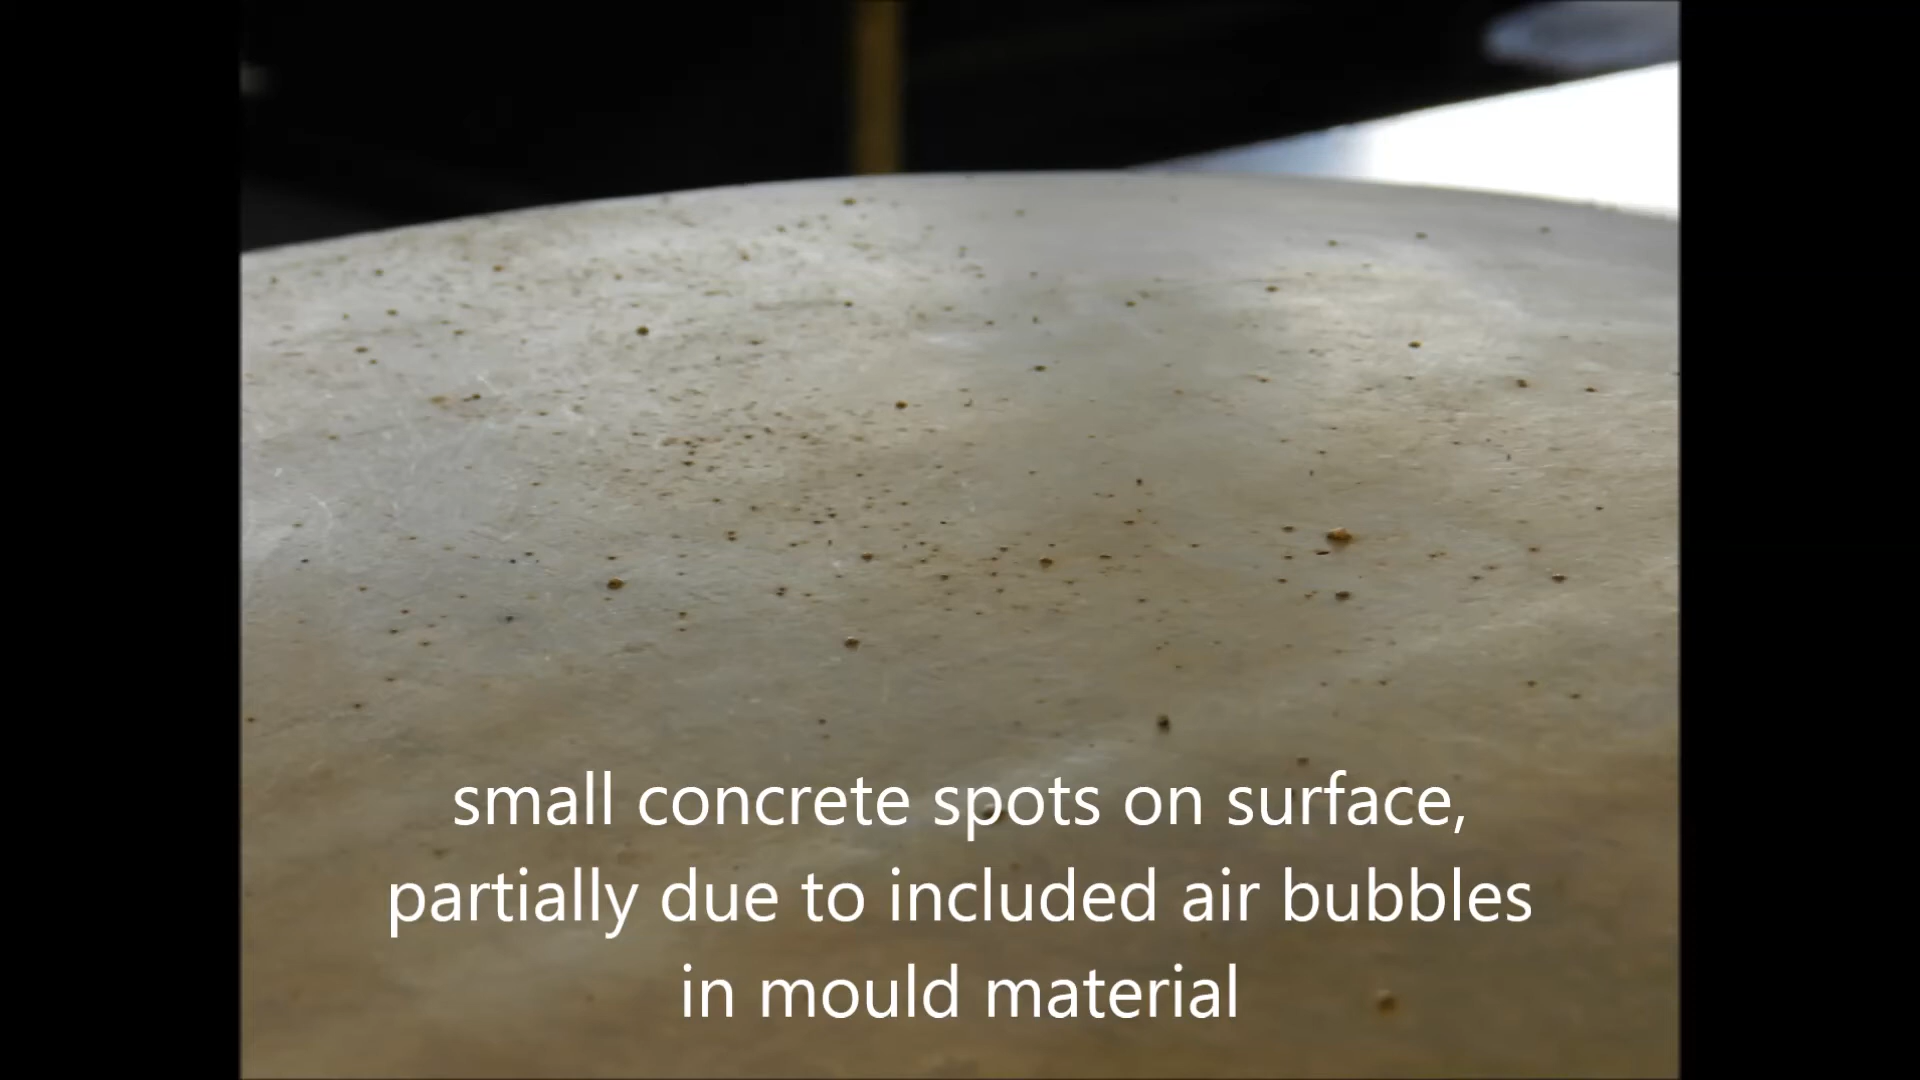 small concrete spots on surface,
partially due to included air bubbles
in mould material